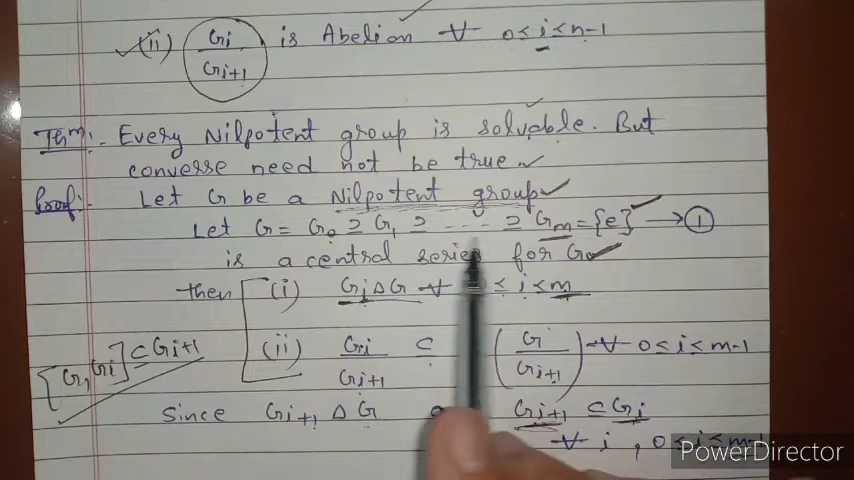 (ii) Gi/Gi+1 is Abelian ∀ 0≤i≤n-1
Thm:- Every Nilpotent group is solvable. But
converse need not be true
Proof:- Let G be a Nilpotent group
Let G = G0 ⊇ G1 ⊇ ---- ⊇ Gm = {e} → ①
is a central series for G
then (i) Gi Δ G ∀ ≤ i ≤ m
[G, Gi] ⊆ Gi+1 (ii) Gi/Gi+1 ⊆ (G/Gi+1) ∀ 0≤i≤m-1
Since Gi+1 Δ G Gi+1 ⊆ Gi
∀ i, 0≤i≤m-1
PowerDirector